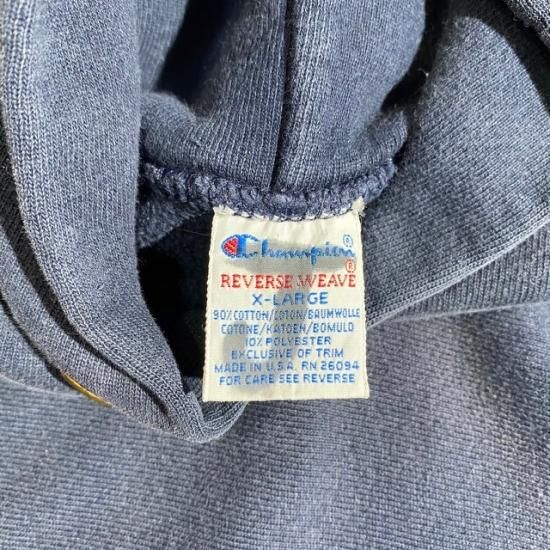 Champion®
REVERSE WEAVE®
X-LARGE
90% COTTON/COTON/BAUMWOLLE
COTONE/KATOEN/BOMULD
10% POLYESTER
EXCLUSIVE OF TRIM
MADE IN U.S.A. RN 26094
FOR CARE SEE REVERSE